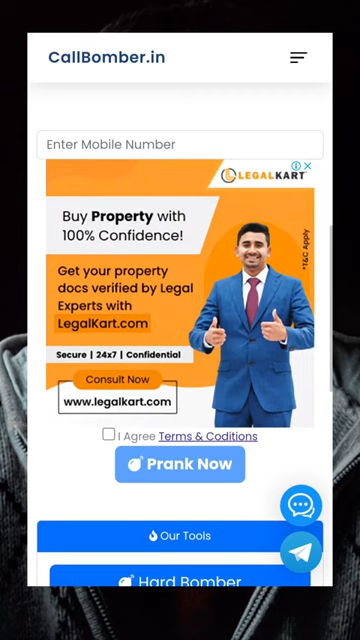 CallBomber.in
Enter Mobile Number
LEGALKART
Buy Property with
100% Confidence!
*T&C Apply
Get your property
docs verified by Legal
Experts with
LegalKart.com
Secure | 24x7 | Confidential
Consult Now
www.legalkart.com
I Agree Terms & Coditions
Prank Now
Our Tools
Hard Bomber